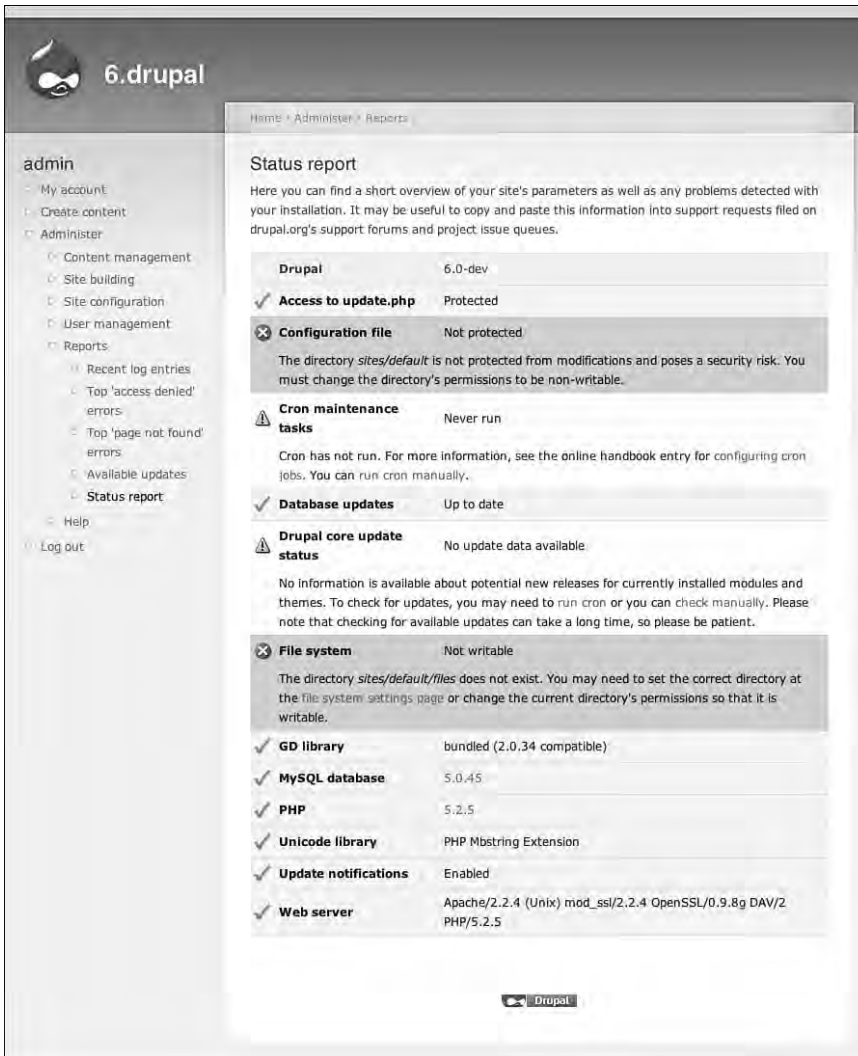 6.drupal
Home › Administer › Reports
admin
My account
Create content
Administer
Content management
Site building
Site configuration
User management
Reports
Recent log entries
Top 'access denied'
errors
Top 'page not found'
errors
Available updates
Status report
Help
Log out
Status report
Here you can find a short overview of your site's parameters as well as any problems detected with
your installation. It may be useful to copy and paste this information into support requests filed on
drupal.org's support forums and project issue queues.
Drupal 6.0-dev
Access to update.php Protected
Configuration file Not protected
The directory sites/default is not protected from modifications and poses a security risk. You
must change the directory's permissions to be non-writable.
Cron maintenance
tasks Never run
Cron has not run. For more information, see the online handbook entry for configuring cron
jobs. You can run cron manually.
Database updates Up to date
Drupal core update
status No update data available
No information is available about potential new releases for currently installed modules and
themes. To check for updates, you may need to run cron or you can check manually. Please
note that checking for available updates can take a long time, so please be patient.
File system Not writable
The directory sites/default/files does not exist. You may need to set the correct directory at
the file system settings page or change the current directory's permissions so that it is
writable.
GD library bundled (2.0.34 compatible)
MySQL database 5.0.45
PHP 5.2.5
Unicode library PHP Mbstring Extension
Update notifications Enabled
Web server Apache/2.2.4 (Unix) mod_ssl/2.2.4 OpenSSL/0.9.8g DAV/2
PHP/5.2.5
Drupal